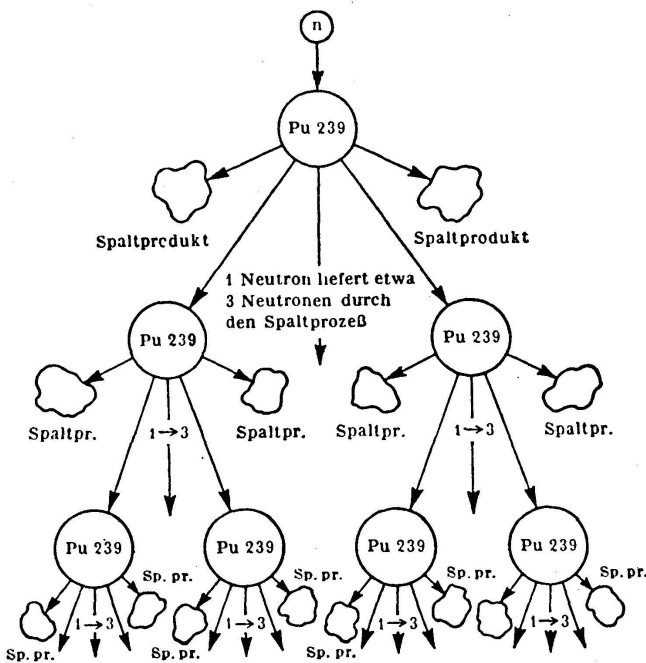 n
Pu 239
Spaltprodukt
Spaltprodukt
1 Neutron liefert etwa
3 Neutronen durch
den Spaltprozeß
Pu 239
Pu 239
Spaltpr.
1→3
Spaltpr.
Spaltpr.
1→3
Spaltpr.
Pu 239
Pu 239
Pu 239
Pu 239
Sp. pr.
Sp. pr.
Sp. pr.
Sp. pr.
1→3
1→3
1→3
1→3
Sp. pr.
Sp. pr.
Sp. pr.